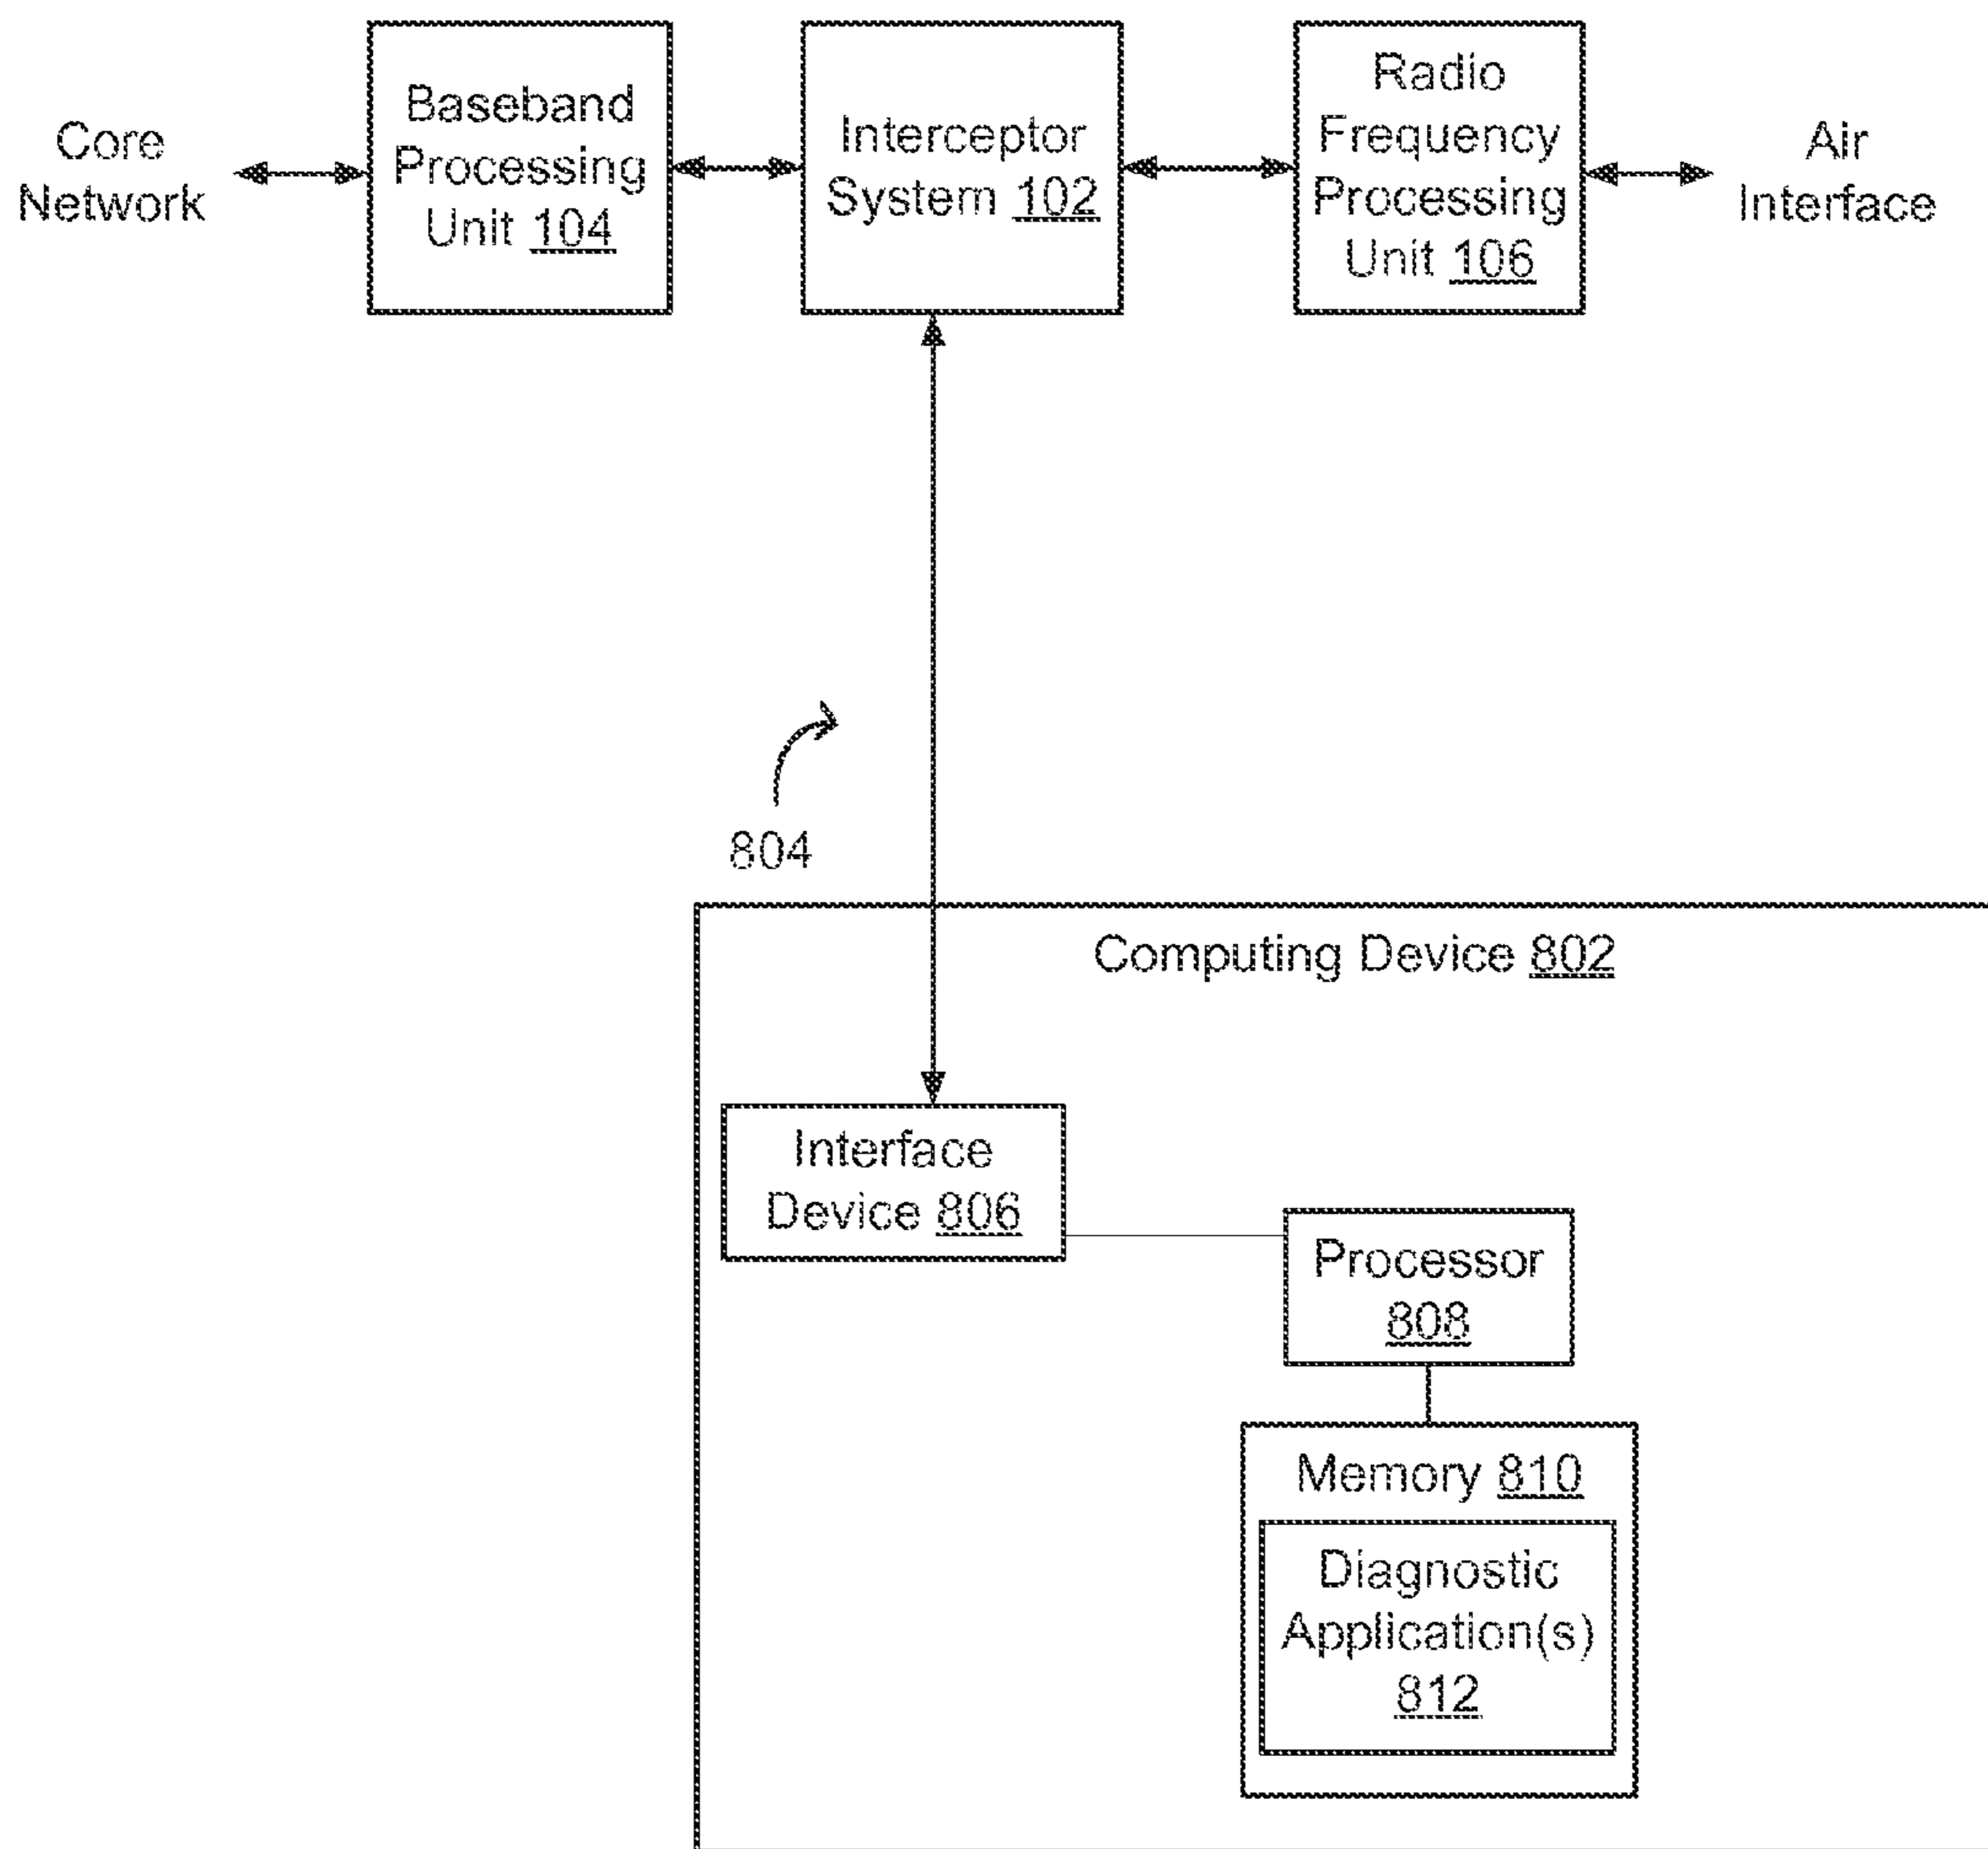 Core
Network
Baseband
Processing
Unit 104
Interceptor
System 102
Radio
Frequency
Processing
Unit 106
Air
Interface
804
Computing Device 802
Interface
Device 806
Processor
808
Memory 810
Diagnostic
Application(s)
812